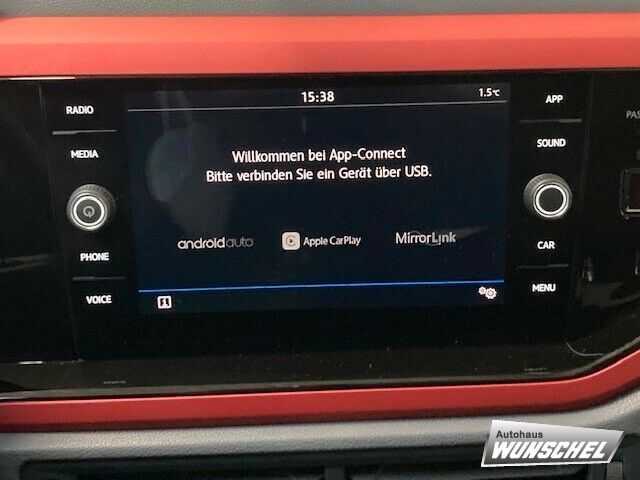 15:38
1.5°C
RADIO
MEDIA
PHONE
VOICE
Willkommen bei App-Connect
Bitte verbinden Sie ein Gerät über USB.
androidauto
Apple CarPlay
MirrorLink
APP
SOUND
CAR
MENU
Autohaus
WUNSCHEL